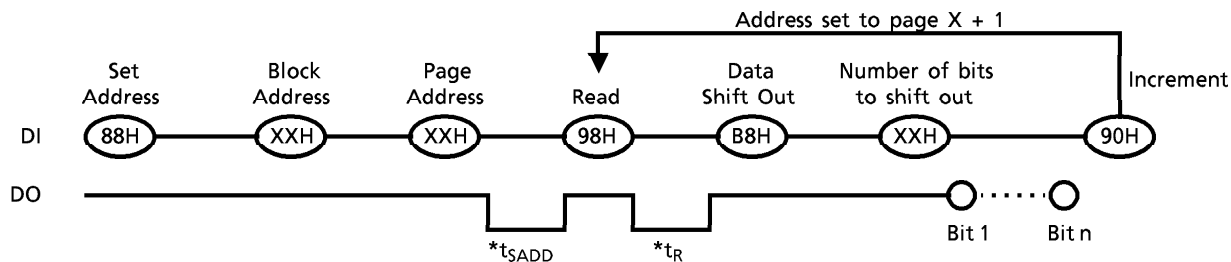 Address set to page X + 1
Set Address
Block Address
Page Address
Read
Data Shift Out
Number of bits to shift out
Increment
DI 88H XXH XXH 98H B8H XXH 90H
DO
*tSADD *tR
Bit 1 Bit n